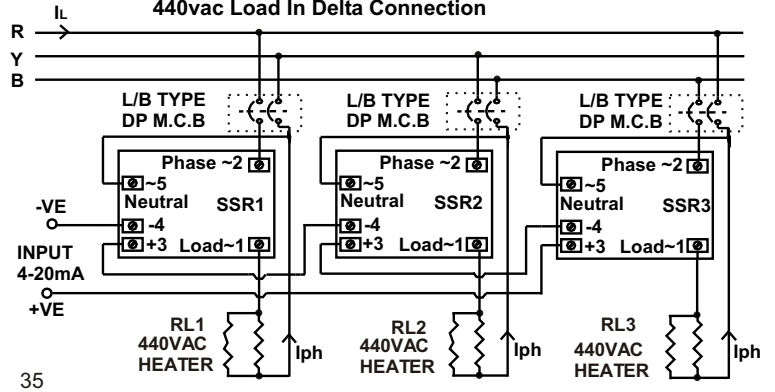 440vac Load In Delta Connection
IL
R
Y
B
L/B TYPE
DP M.C.B
L/B TYPE
DP M.C.B
L/B TYPE
DP M.C.B
Phase ~2
~5
Neutral
SSR1
-4
+3
Load~1
Phase ~2
~5
Neutral
SSR2
-4
+3
Load~1
Phase ~2
~5
Neutral
SSR3
-4
+3
Load~1
-VE
INPUT
4-20mA
+VE
RL1
440VAC
HEATER
Iph
RL2
440VAC
HEATER
Iph
RL3
440VAC
HEATER
Iph
35